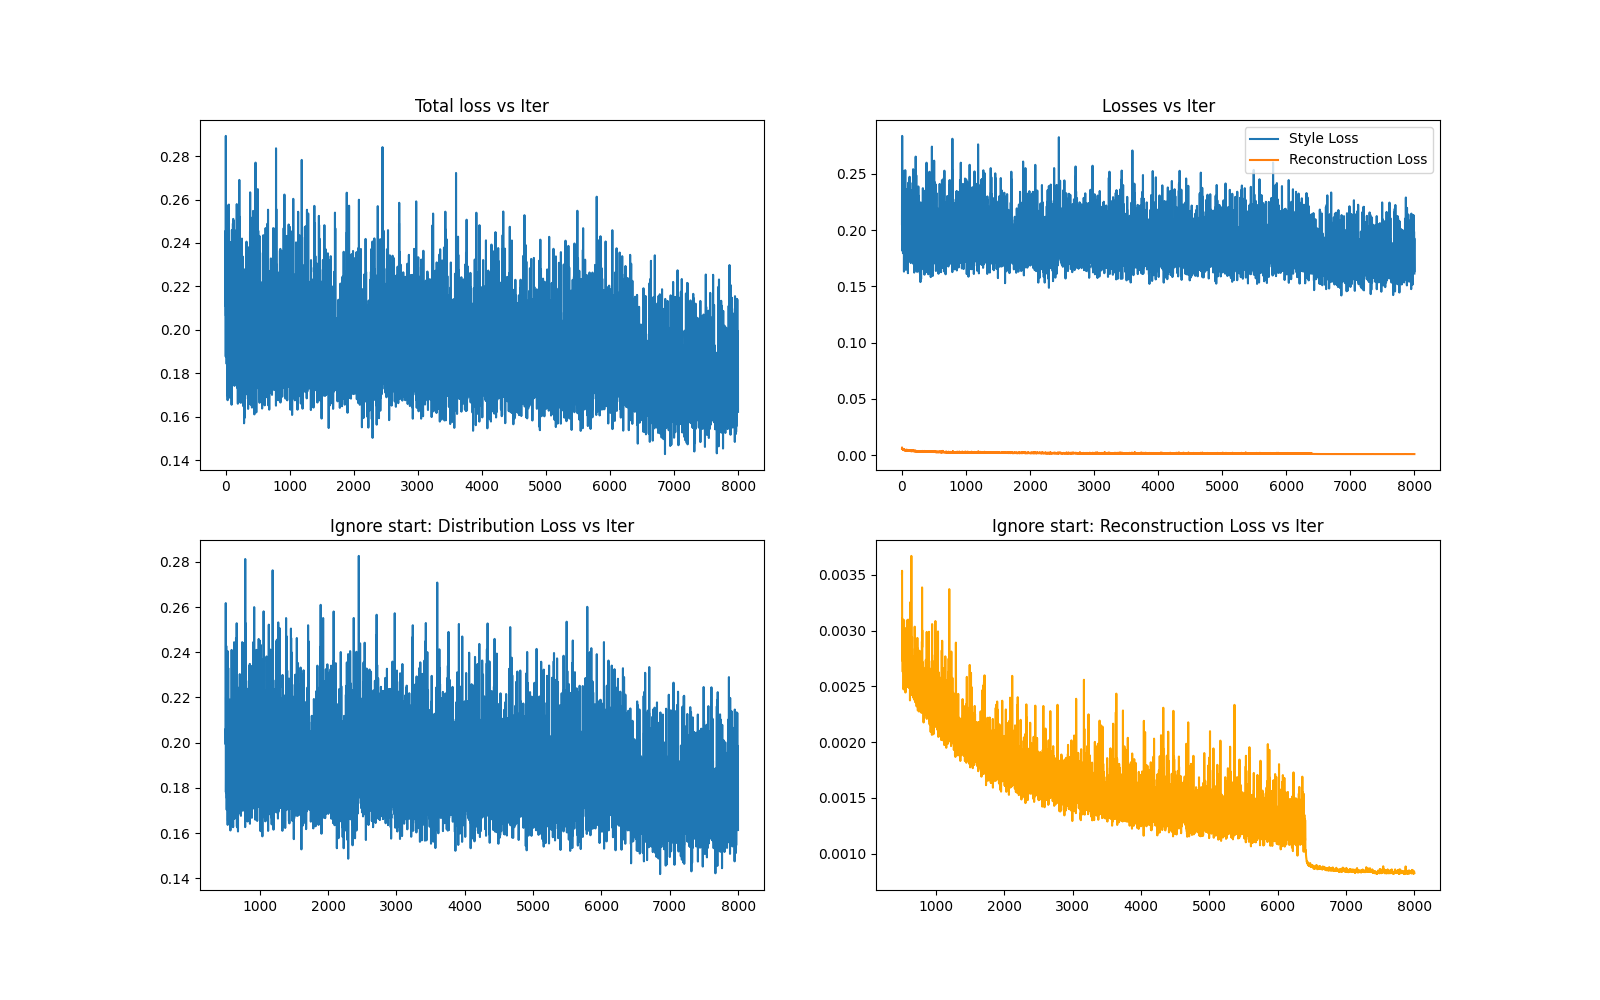 Total loss vs Iter
0.28
0.26
0.24
0.22
0.20
0.18
0.16
0.14
0 1000 2000 3000 4000 5000 6000 7000 8000
Losses vs Iter
Style Loss
Reconstruction Loss
0.25
0.20
0.15
0.10
0.05
0.00
0 1000 2000 3000 4000 5000 6000 7000 8000
Ignore start: Distribution Loss vs Iter
0.28
0.26
0.24
0.22
0.20
0.18
0.16
0.14
1000 2000 3000 4000 5000 6000 7000 8000
Ignore start: Reconstruction Loss vs Iter
0.0035
0.0030
0.0025
0.0020
0.0015
0.0010
1000 2000 3000 4000 5000 6000 7000 8000